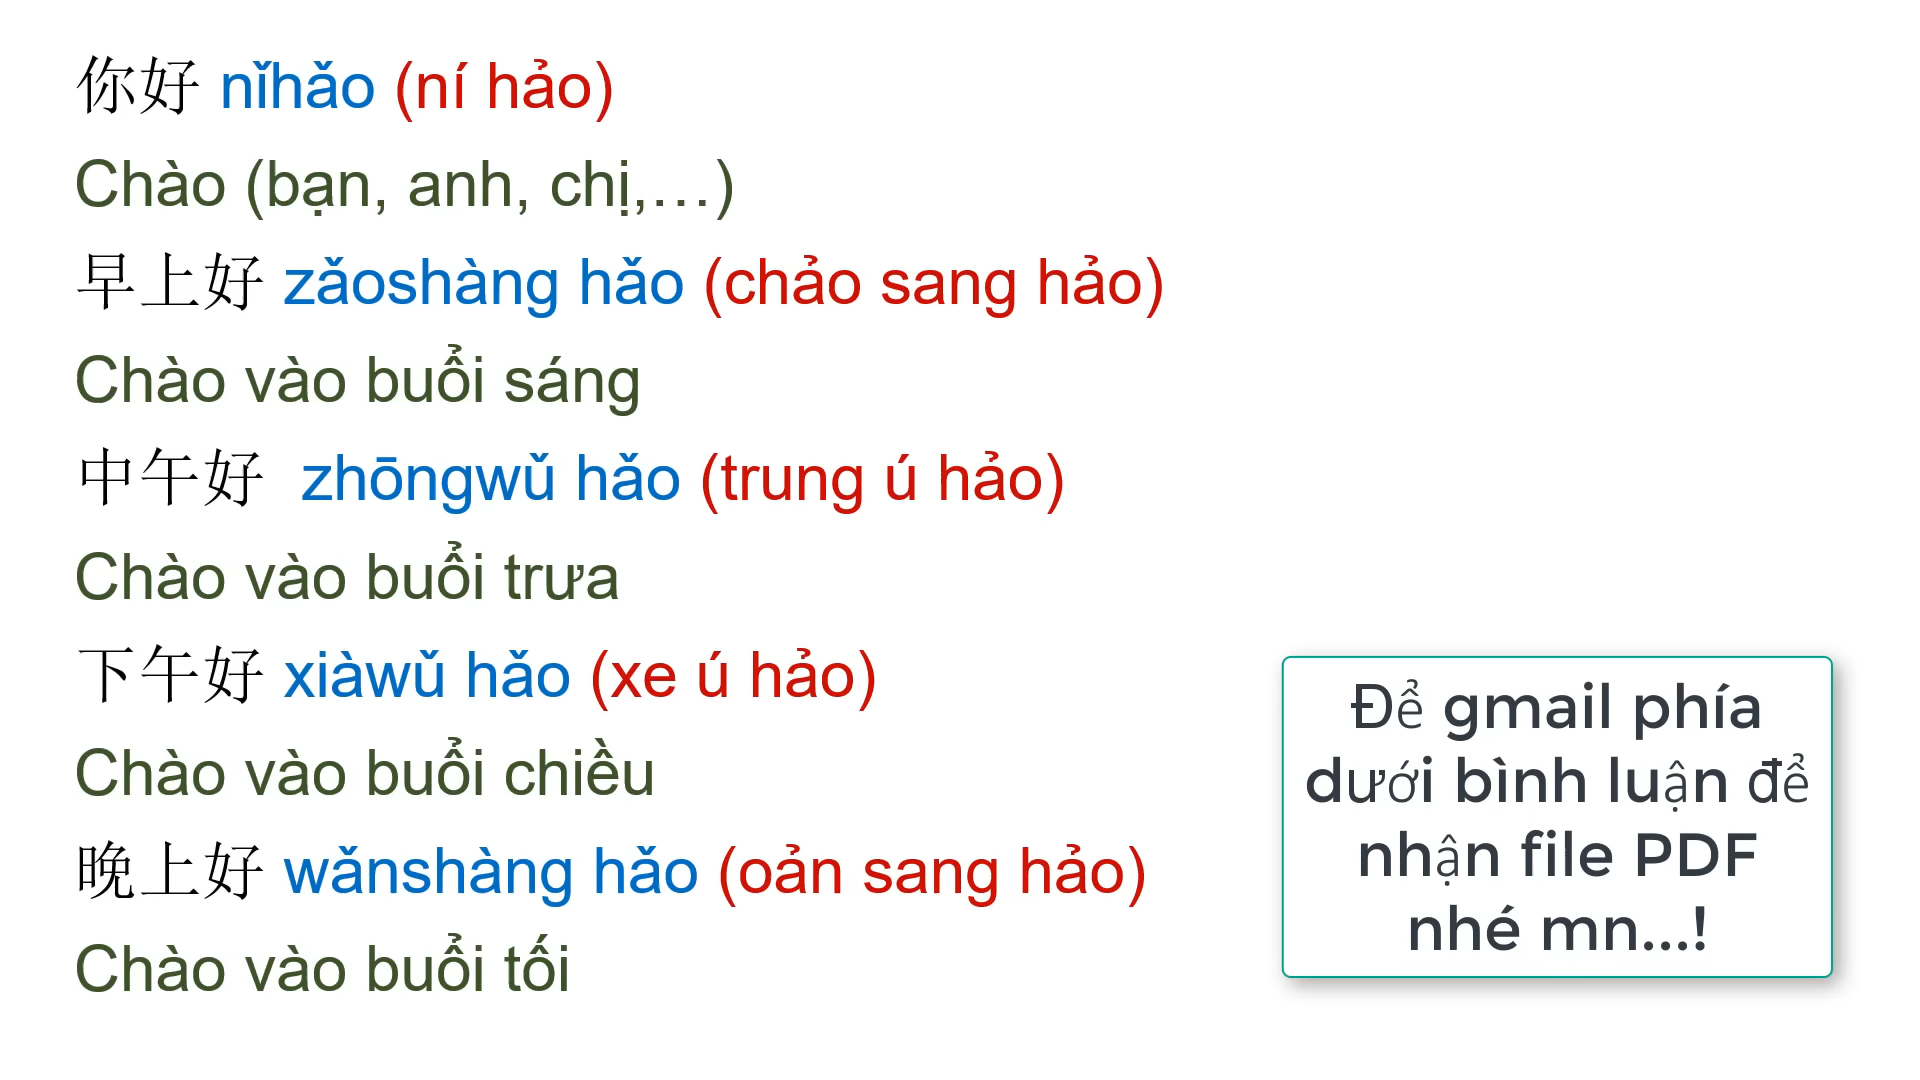 你好 nǐhǎo (ní hảo)
Chào (bạn, anh, chị,…)
早上好 zǎoshàng hǎo (chảo sang hảo)
Chào vào buổi sáng
中午好 zhōngwǔ hǎo (trung ú hảo)
Chào vào buổi trưa
下午好 xiàwǔ hǎo (xe ú hảo)
Chào vào buổi chiều
晚上好 wǎnshàng hǎo (oản sang hảo)
Chào vào buổi tối
Để gmail phía
dưới bình luận để
nhận file PDF
nhé mn...!